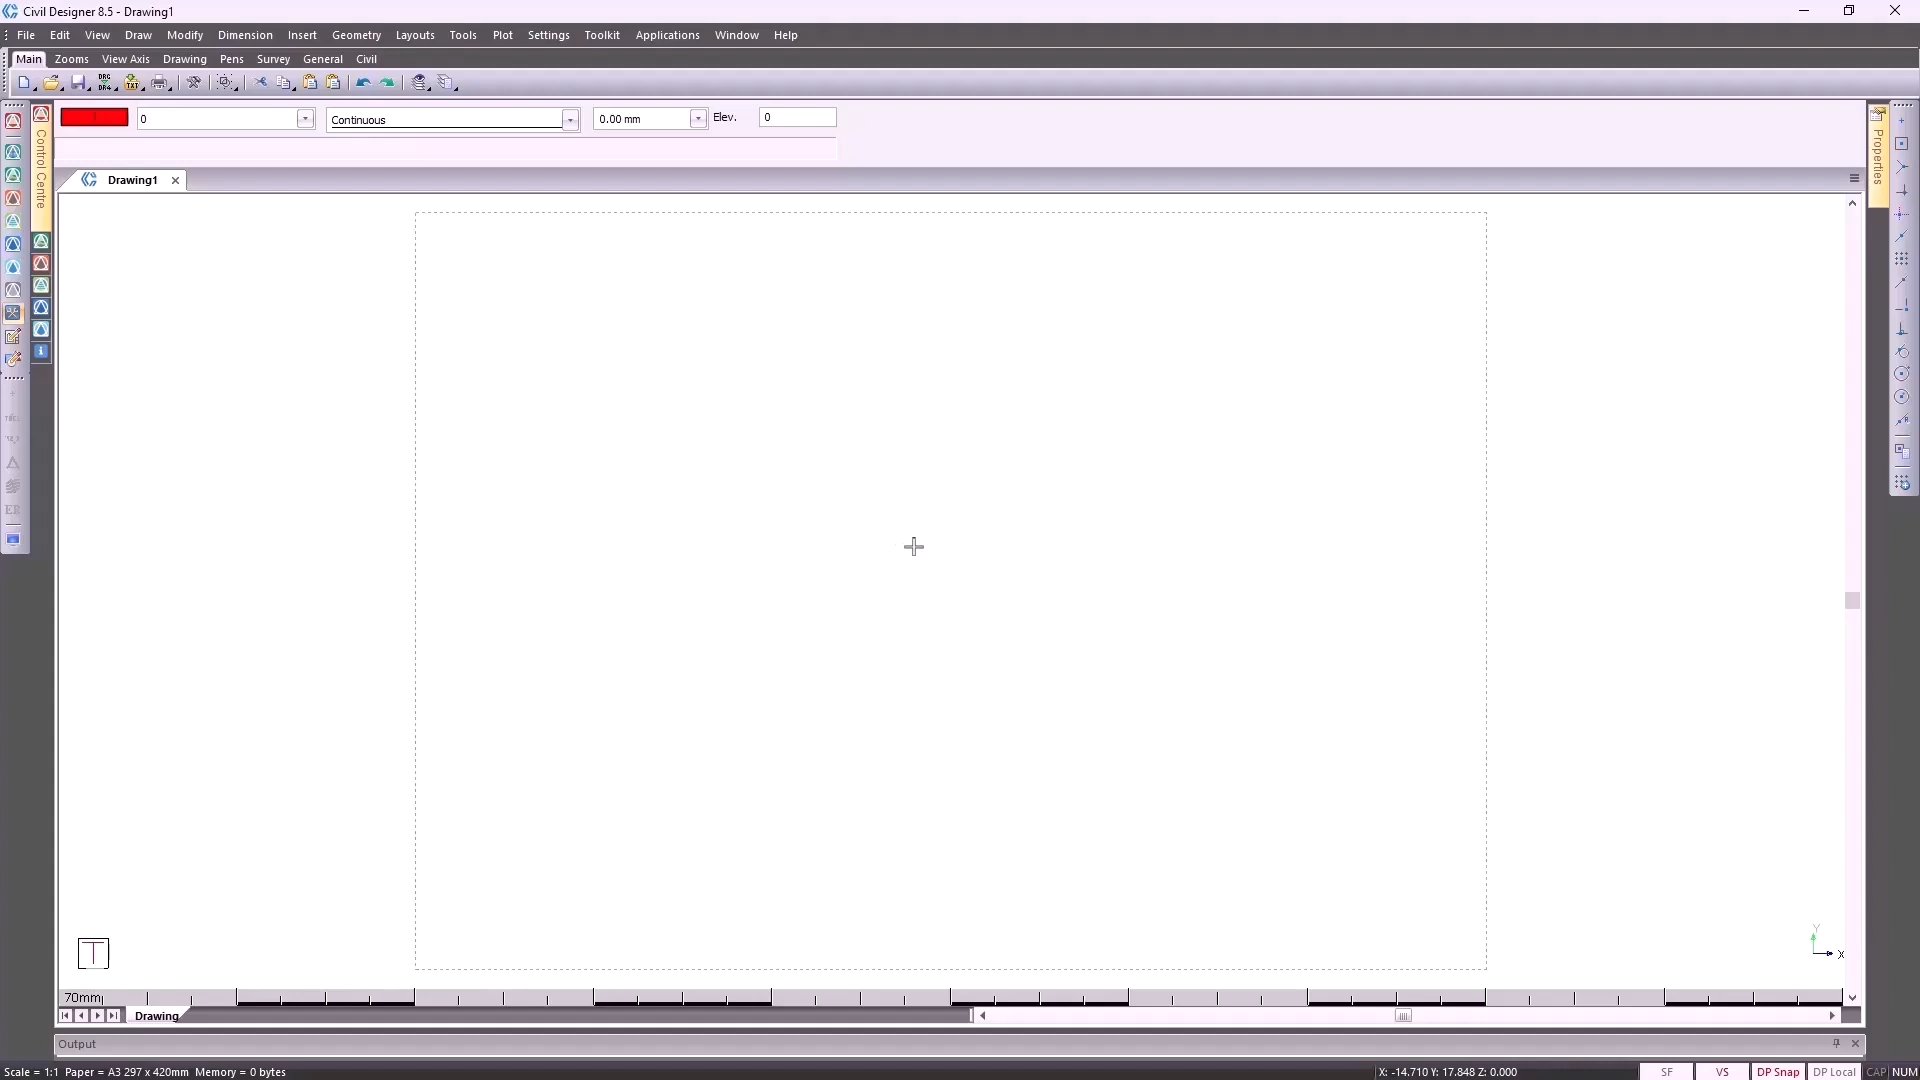 Civil Designer 8.5 - Drawing1
File Edit View Draw Modify Dimension Insert Geometry Layouts Tools Plot Settings Toolkit Applications Window Help
Main Zooms View Axis Drawing Pens Survey General Civil
0 Continuous 0.00 mm Elev. 0
Control Centre
Properties
Drawing1
T
Y
X
70mm
Drawing
Output
Scale = 1:1 Paper = A3 297 x 420mm Memory = 0 bytes X: -14.710 Y: 17.848 Z: 0.000 SF VS DP Snap DP Local CAP NUM